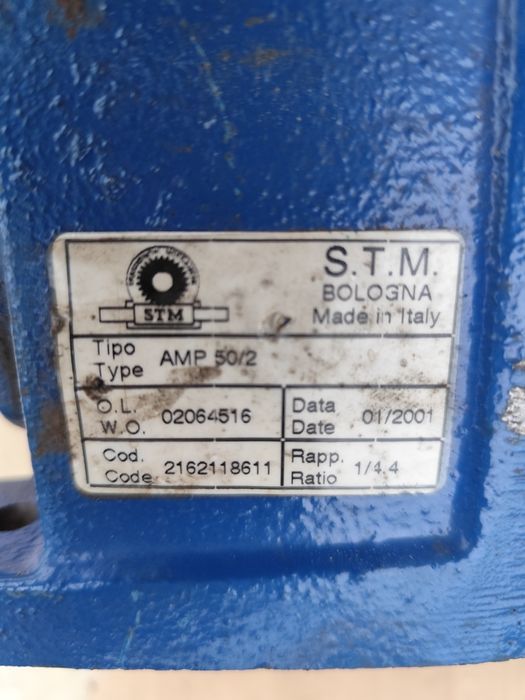 STM
S.T.M.
BOLOGNA
Made in Italy
Tipo
Type AMP 50/2
O.L.
W.O. 02064516
Data
Date 01/2001
Cod.
Code 2162118611
Rapp.
Ratio 1/4.4